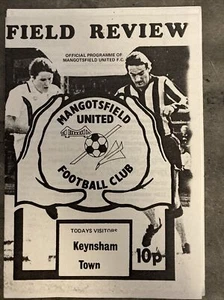 FIELD REVIEW
OFFICIAL PROGRAMME OF
MANGOTSFIELD UNITED F.C.
MANGOTSFIELD
UNITED
FOOTBALL CLUB
TODAYS VISITORS
Keynsham
Town
10p